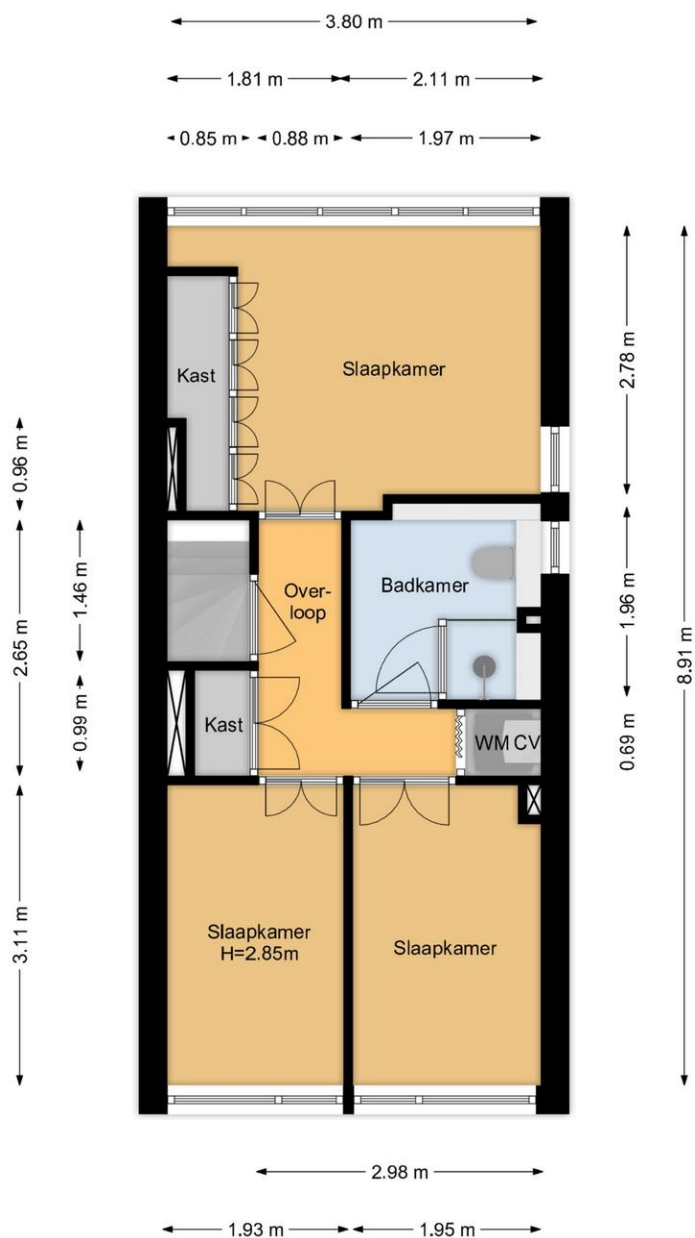 3.80 m
1.81 m 2.11 m
0.85 m 0.88 m 1.97 m
Slaapkamer
Kast
2.78 m
0.96 m
Over-
loop
Badkamer
1.46 m
1.96 m
2.65 m
8.91 m
0.99 m
Kast
WM CV
0.69 m
3.11 m
Slaapkamer
H=2.85m
Slaapkamer
2.98 m
1.93 m 1.95 m